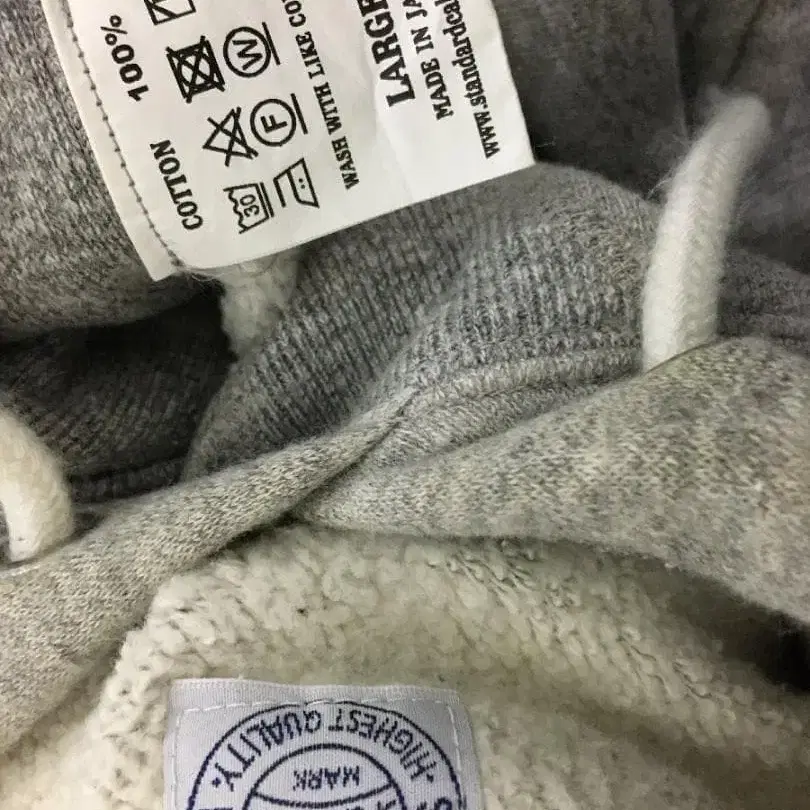 COTTON 100%
30 W
F
WASH WITH LIKE CO
LARGE
MADE IN JA
www.standardcal
·HIGHEST QUALITY·
MARK